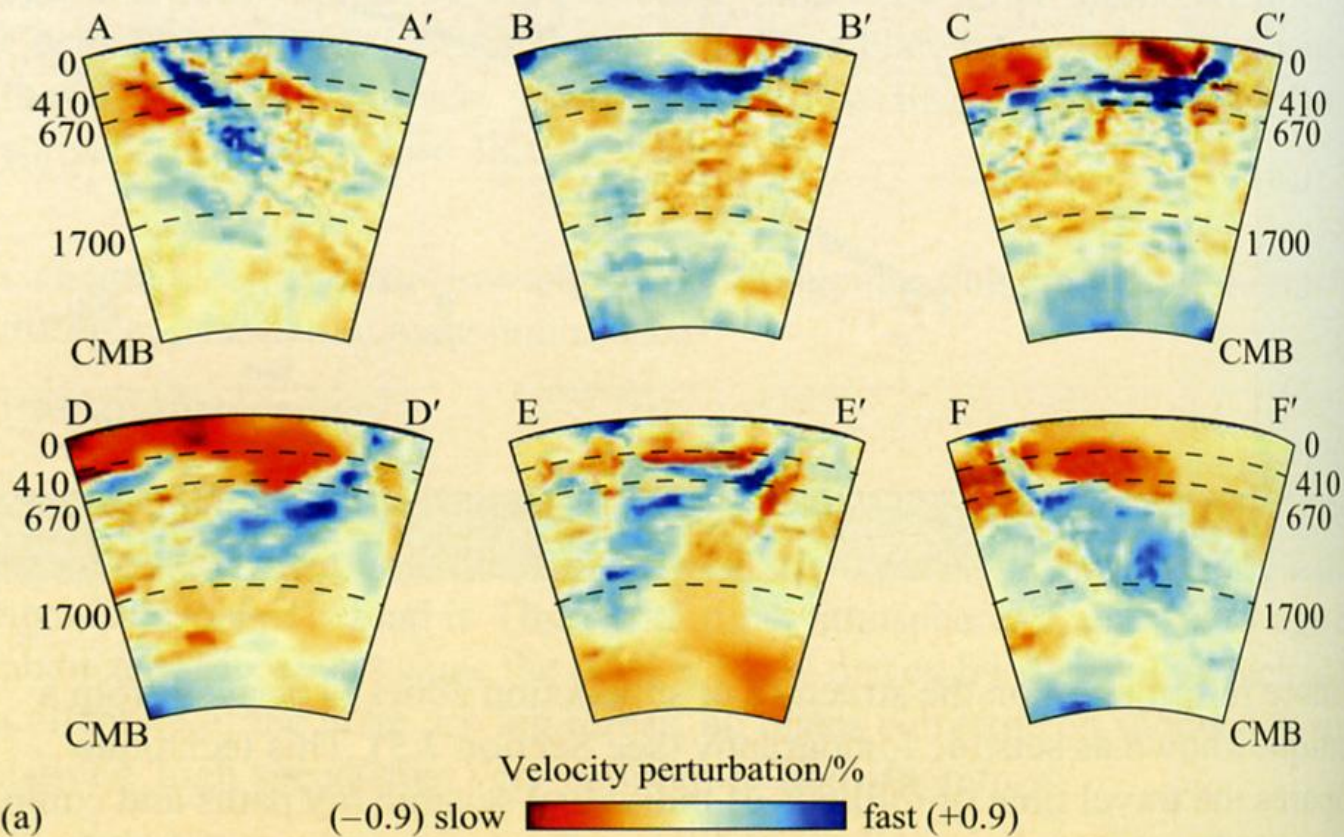 A A′ B B′ C C′
0 0
410 410
670 670
1700 1700
CMB CMB
D D′ E E′ F F′
0 0
410 410
670 670
1700 1700
CMB CMB
Velocity perturbation/%
(a) (−0.9) slow fast (+0.9)